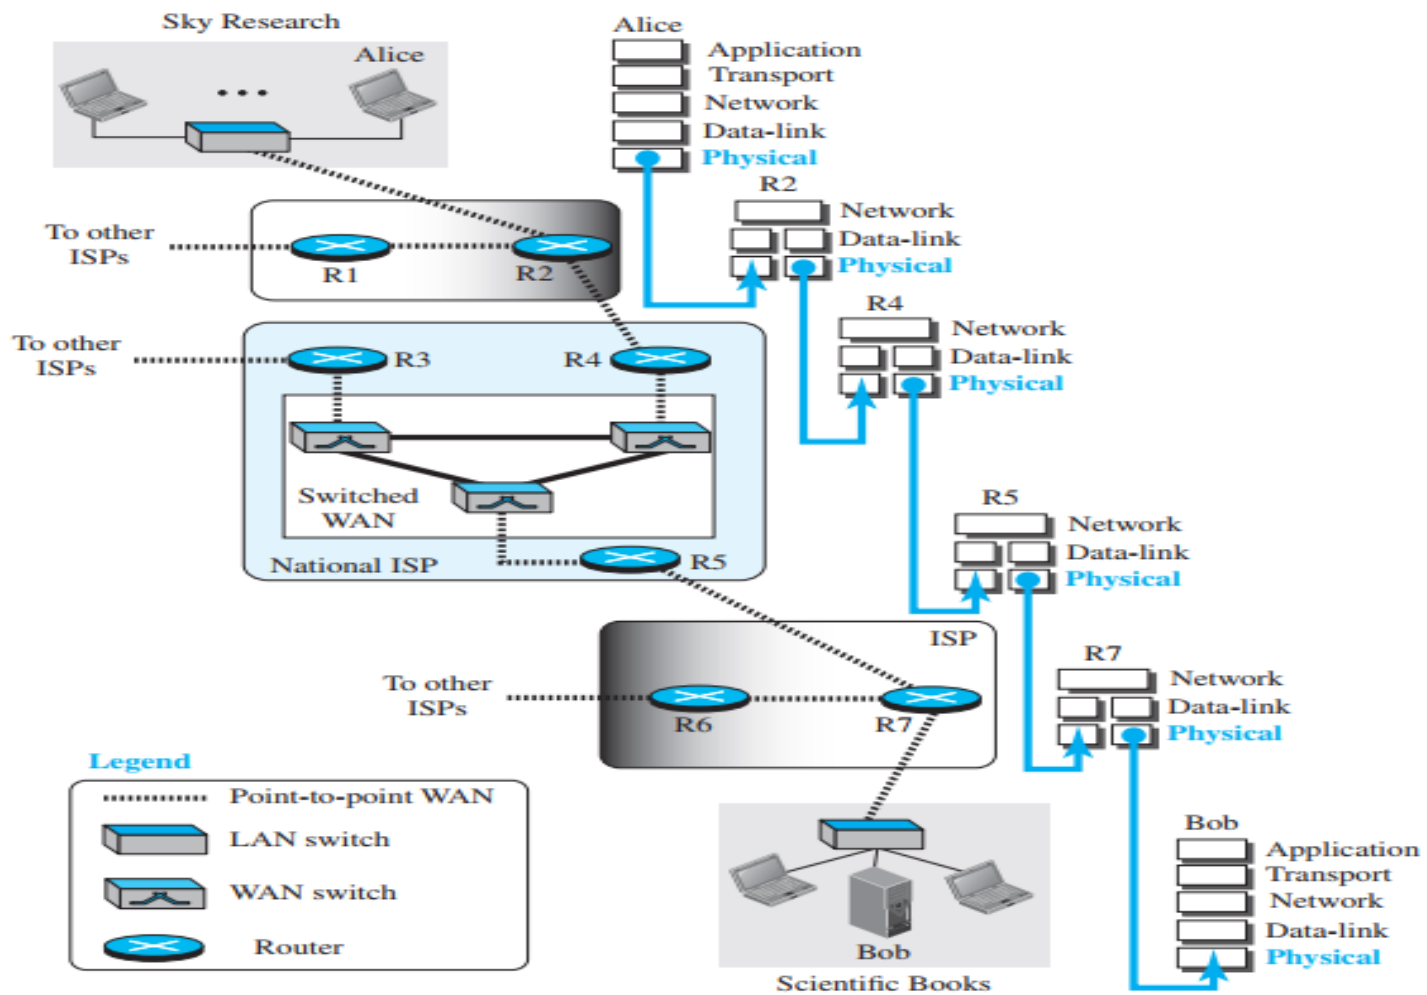 Sky Research
Alice
Alice
Application
Transport
Network
Data-link
Physical
R2
Network
Data-link
Physical
To other
ISPs
R1
R2
R4
Network
Data-link
Physical
To other
ISPs
R3
R4
Switched
WAN
National ISP
R5
R5
Network
Data-link
Physical
ISP
To other
ISPs
R6
R7
R7
Network
Data-link
Physical
Legend
Point-to-point WAN
LAN switch
WAN switch
Router
Bob
Scientific Books
Bob
Application
Transport
Network
Data-link
Physical